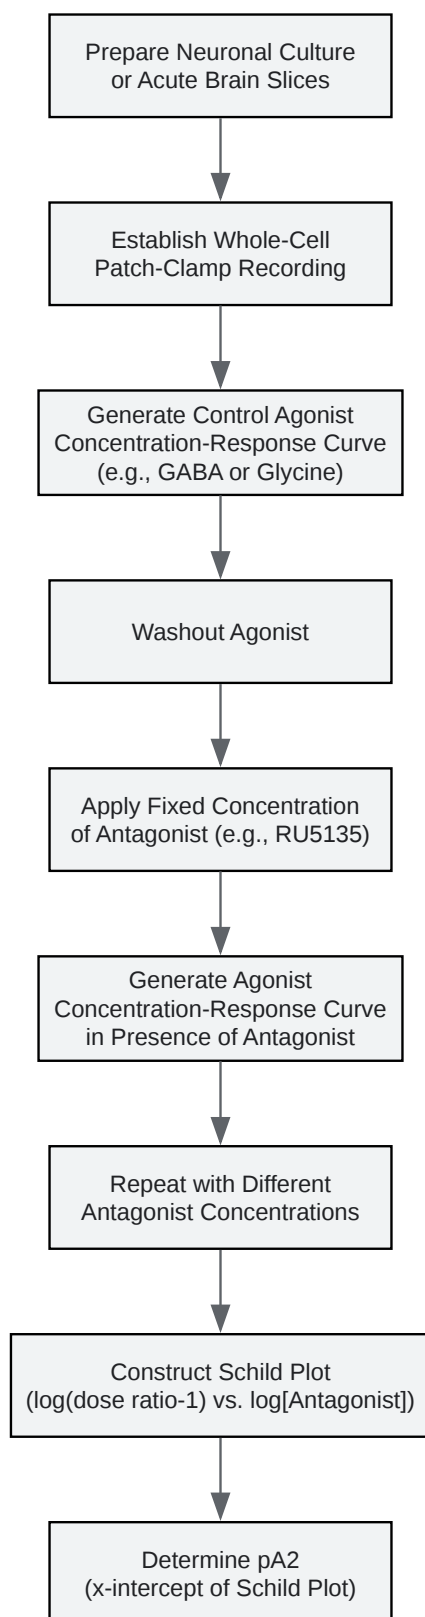 Prepare Neuronal Culture
or Acute Brain Slices
Establish Whole-Cell
Patch-Clamp Recording
Generate Control Agonist
Concentration-Response Curve
(e.g., GABA or Glycine)
Washout Agonist
Apply Fixed Concentration
of Antagonist (e.g., RU5135)
Generate Agonist
Concentration-Response Curve
in Presence of Antagonist
Repeat with Different
Antagonist Concentrations
Construct Schild Plot
(log(dose ratio-1) vs. log[Antagonist])
Determine pA2
(x-intercept of Schild Plot)